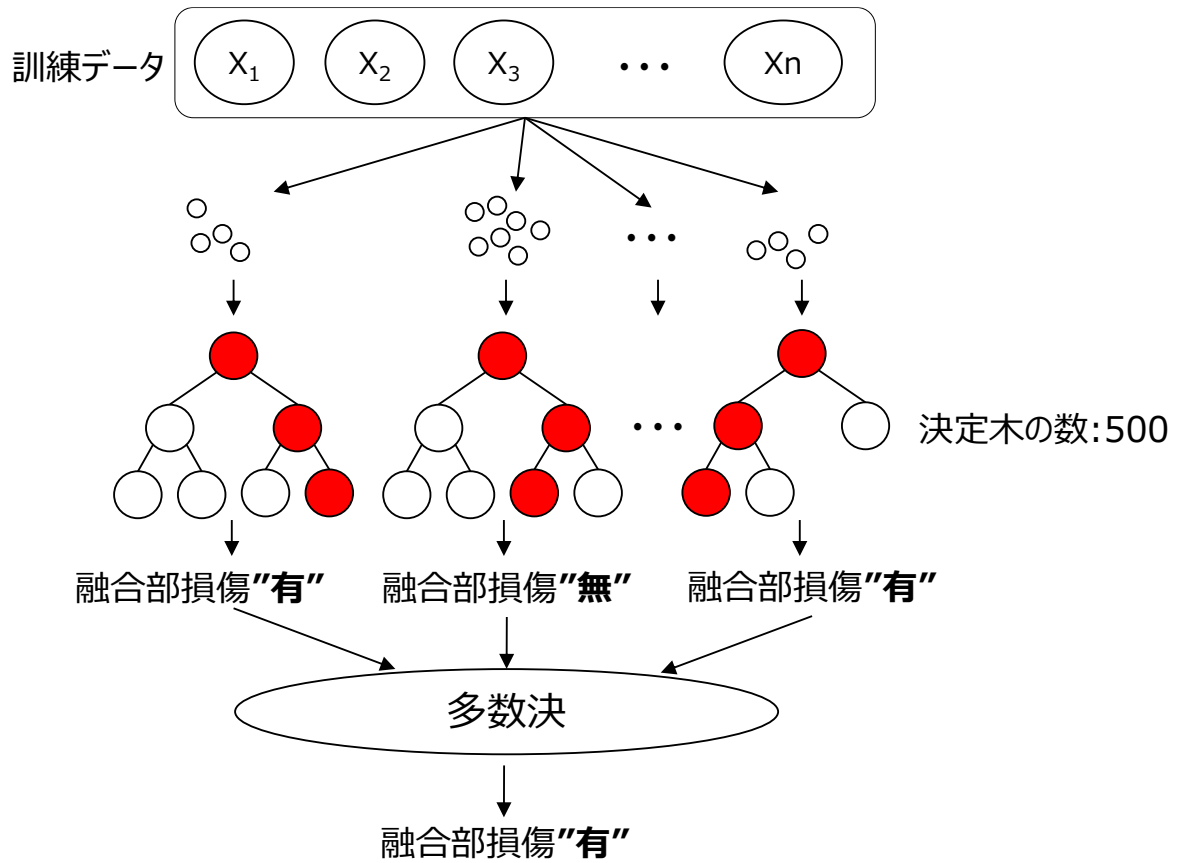 訓練データ X₁ X₂ X₃ ・・・ Xn
・・・
・・・ 決定木の数:500
融合部損傷”有” 融合部損傷”無” 融合部損傷”有”
多数決
融合部損傷”有”